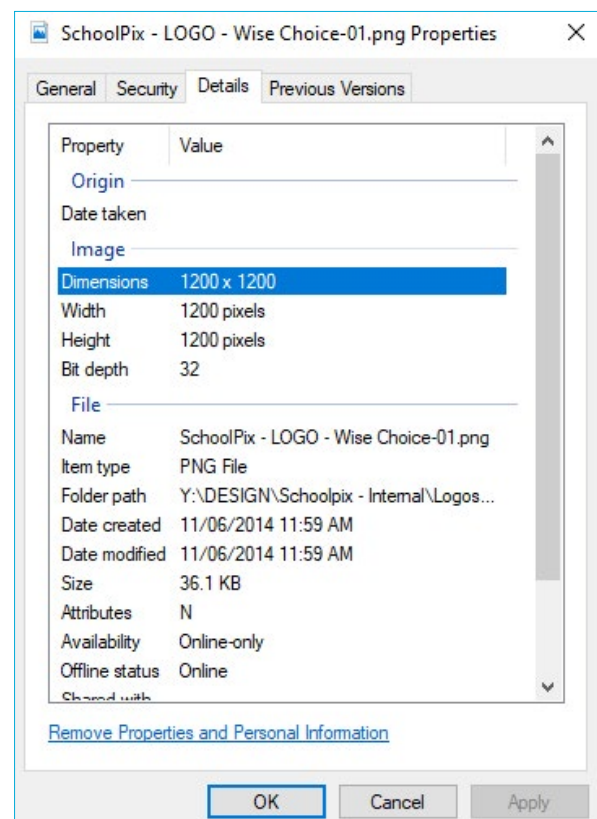 SchoolPix - LOGO - Wise Choice-01.png Properties
General Security Details Previous Versions
Property Value
Origin
Date taken
Image
Dimensions 1200 x 1200
Width 1200 pixels
Height 1200 pixels
Bit depth 32
File
Name SchoolPix - LOGO - Wise Choice-01.png
Item type PNG File
Folder path Y:\DESIGN\Schoolpix - Internal\Logos...
Date created 11/06/2014 11:59 AM
Date modified 11/06/2014 11:59 AM
Size 36.1 KB
Attributes N
Availability Online-only
Offline status Online
Shared with
Remove Properties and Personal Information
OK Cancel Apply